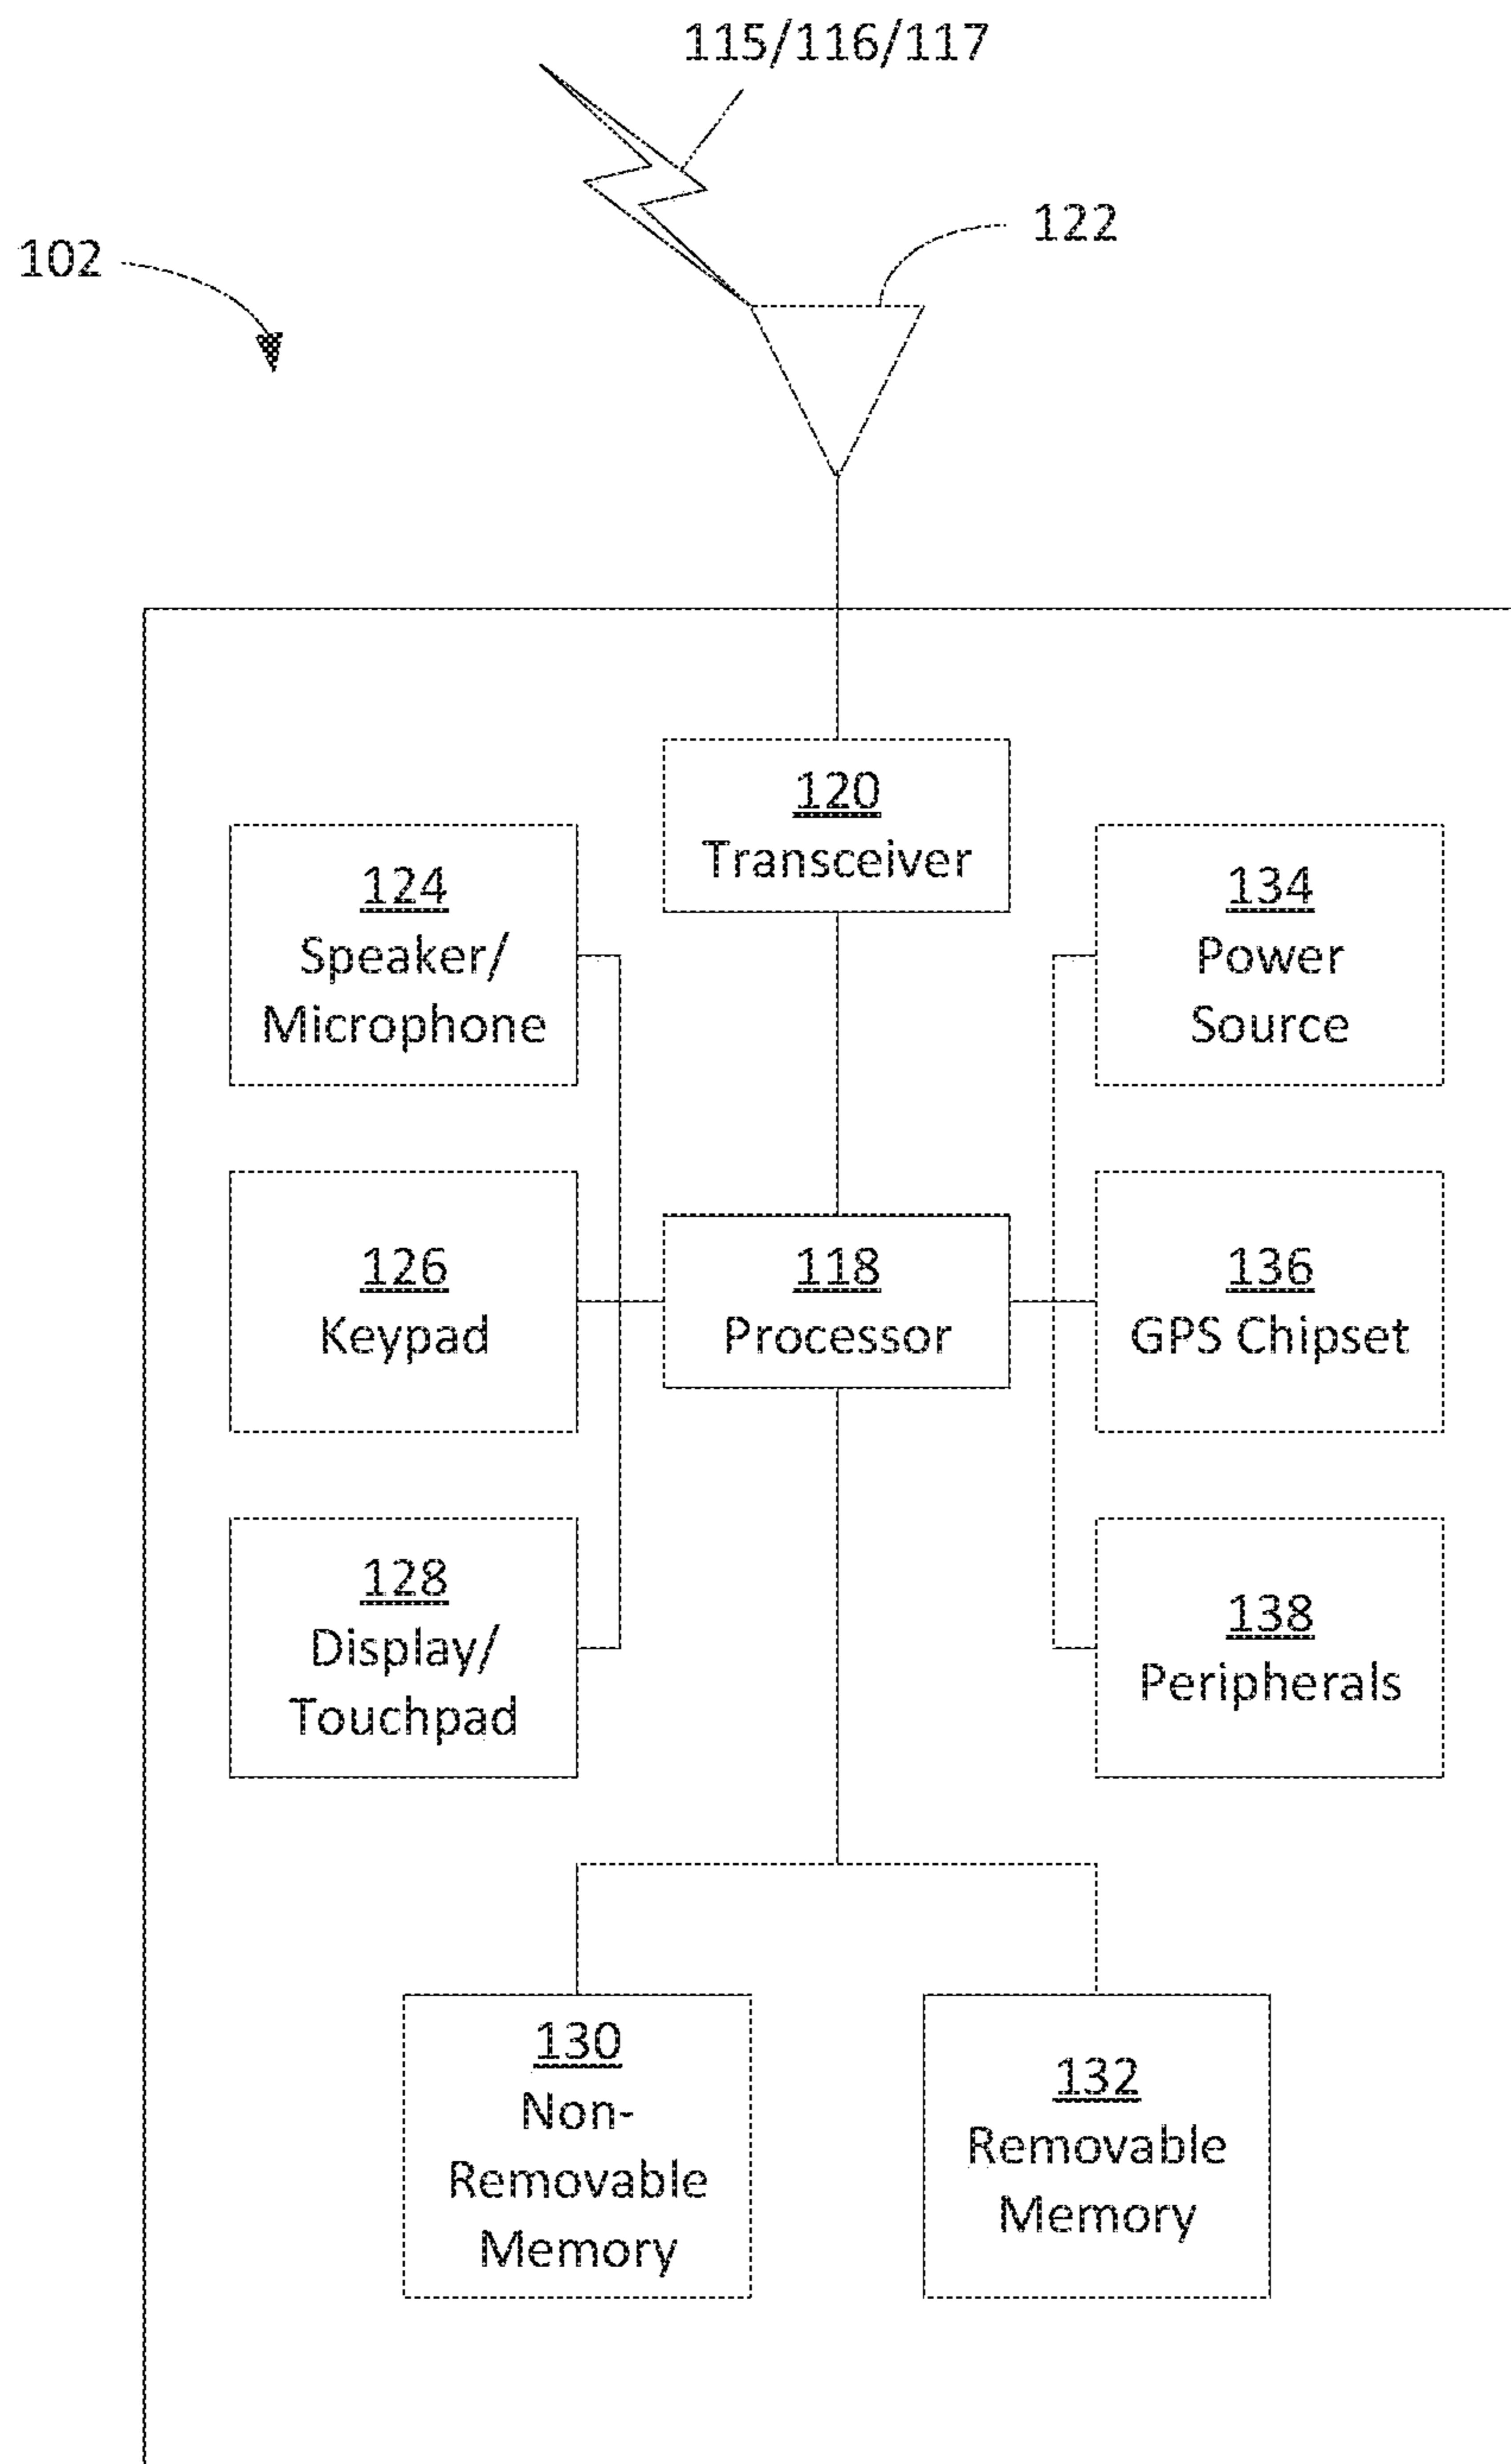 115/116/117
122
102
120
Transceiver
124
Speaker/
Microphone
134
Power
Source
126
Keypad
118
Processor
136
GPS Chipset
128
Display/
Touchpad
138
Peripherals
130
Non-
Removable
Memory
132
Removable
Memory